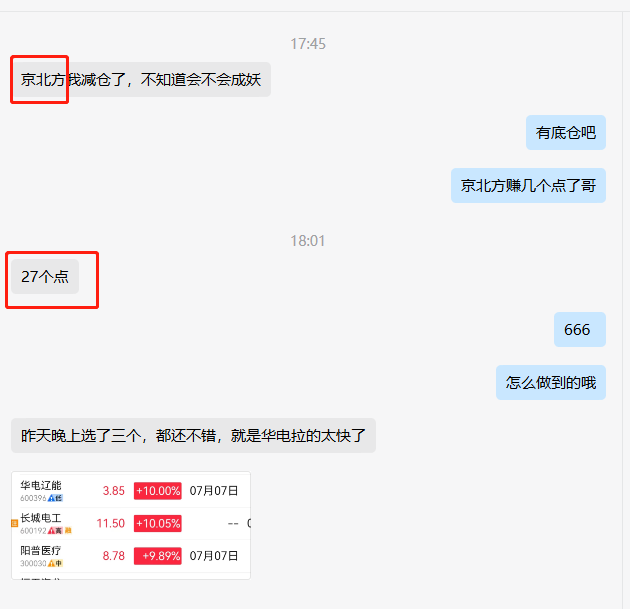 17:45
京北方我减仓了，不知道会不会成妖
有底仓吧
京北方赚几个点了哥
18:01
27个点
666
怎么做到的哦
昨天晚上选了三个，都还不错，就是华电拉的太快了
华电辽能 3.85 +10.00% 07月07日
600396 低
长城电工 11.50 +10.05% --
600192 高 融
阳普医疗 8.78 +9.89% 07月07日
300030 中